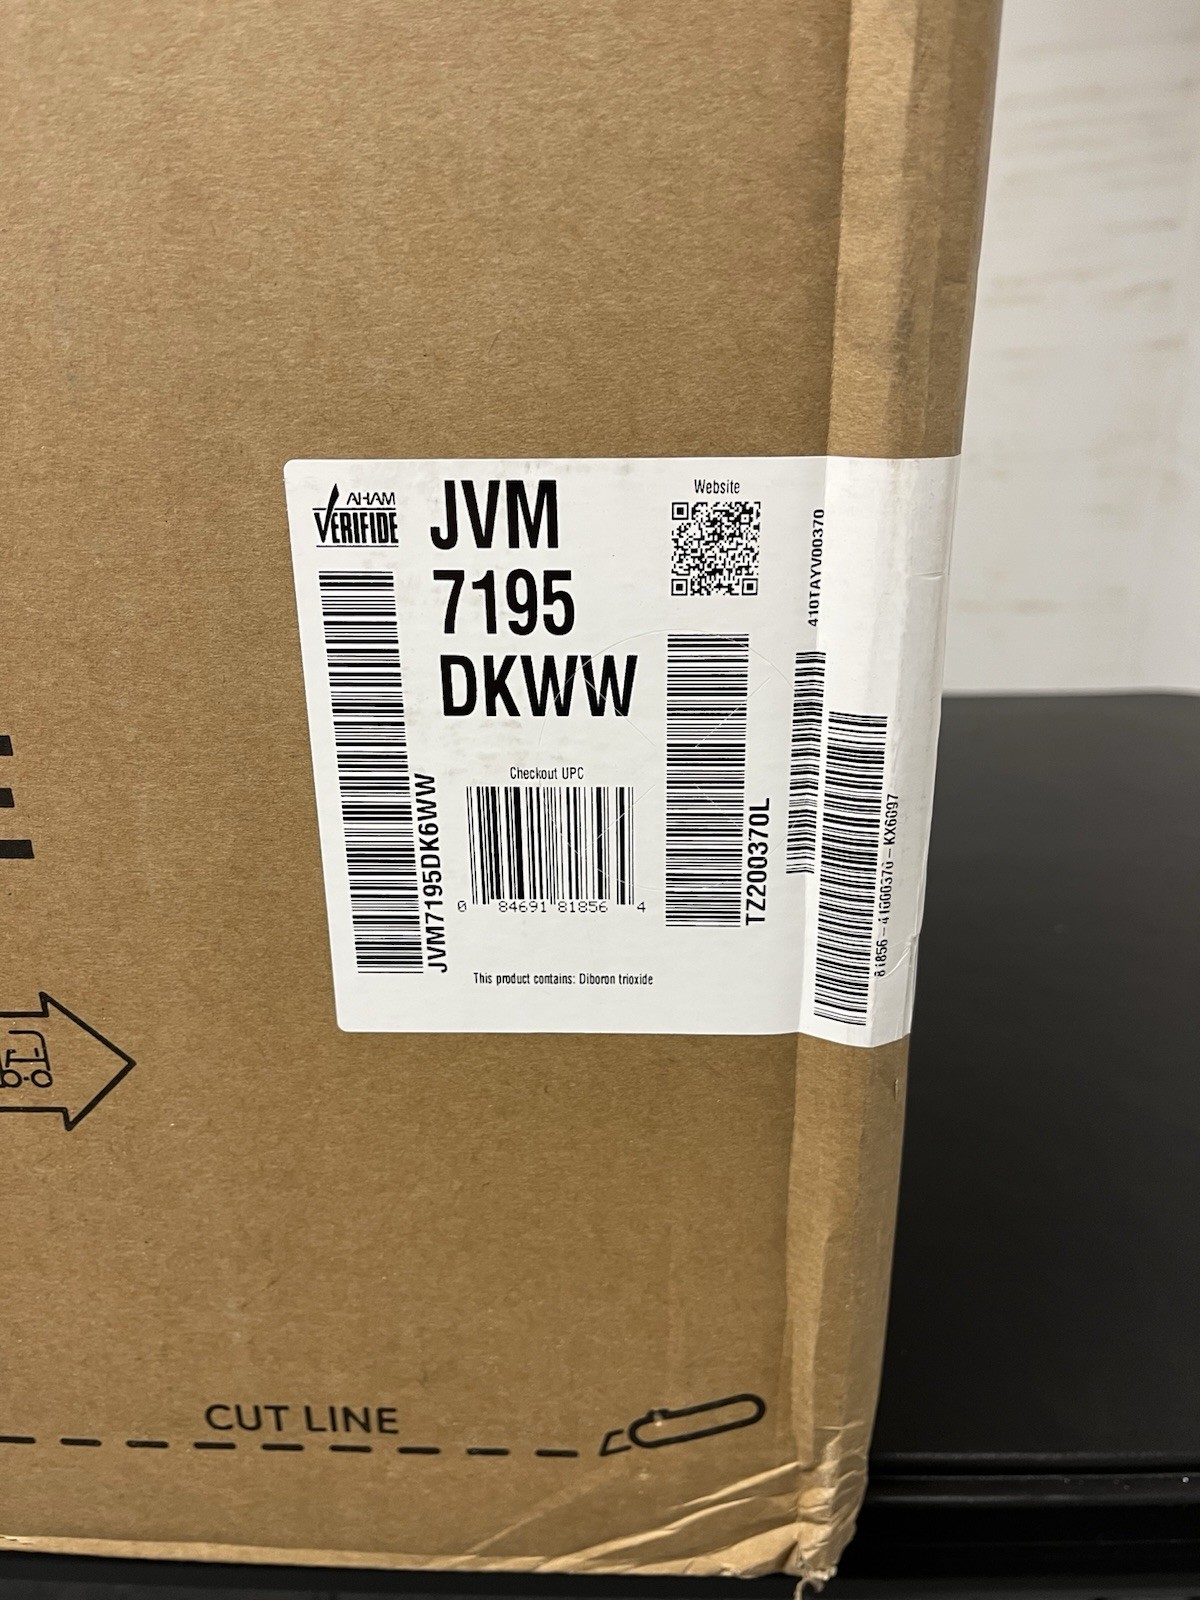 AHAM
VERIFIDE
JVM
7195
DKWW
Website
410TAYV00370
JVM7195DK6WW
Checkout UPC
0 84691 81856 4
TZ200370L
This product contains: Diboron trioxide
CUT LINE